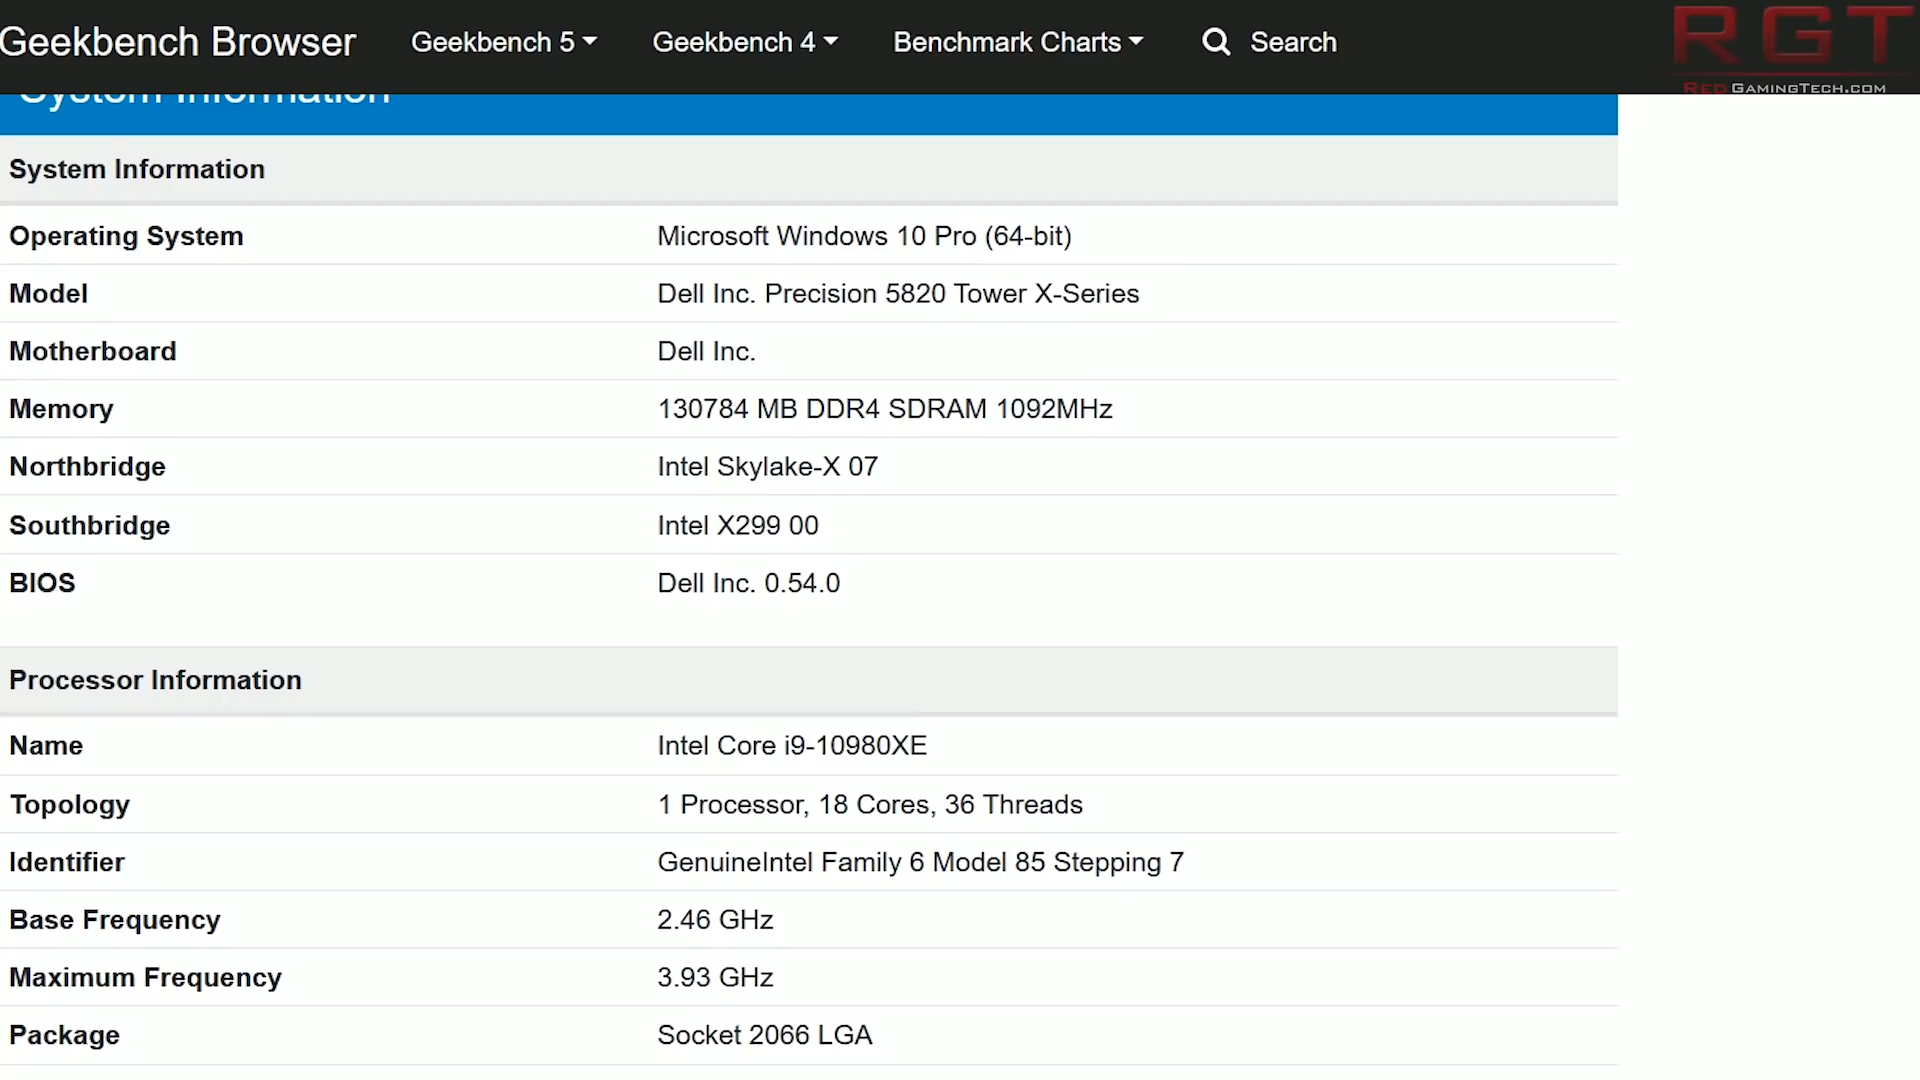 Geekbench Browser Geekbench 5 Geekbench 4 Benchmark Charts Search
RGT
RED GAMINGTECH.COM
System Information
System Information
Operating System Microsoft Windows 10 Pro (64-bit)
Model Dell Inc. Precision 5820 Tower X-Series
Motherboard Dell Inc.
Memory 130784 MB DDR4 SDRAM 1092MHz
Northbridge Intel Skylake-X 07
Southbridge Intel X299 00
BIOS Dell Inc. 0.54.0
Processor Information
Name Intel Core i9-10980XE
Topology 1 Processor, 18 Cores, 36 Threads
Identifier GenuineIntel Family 6 Model 85 Stepping 7
Base Frequency 2.46 GHz
Maximum Frequency 3.93 GHz
Package Socket 2066 LGA